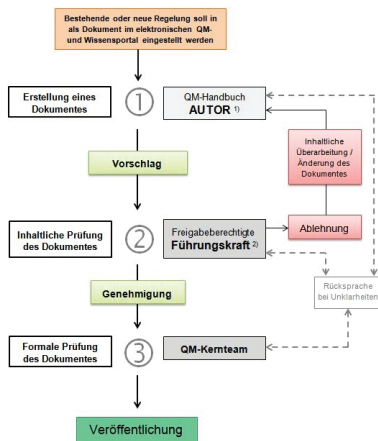 Bestehende oder neue Regelung soll in
als Dokument im elektronischen QM-
und Wissensportal eingestellt werden
Erstellung eines
Dokumentes
1
QM-Handbuch
AUTOR 1)
Vorschlag
Inhaltliche
Überarbeitung /
Änderung des
Dokumentes
Inhaltliche Prüfung
des Dokumentes
2
Freigabeberechtigte
Führungskraft 2)
Ablehnung
Genehmigung
Rücksprache
bei Unklarheiten
Formale Prüfung
des Dokumentes
3
QM-Kernteam
Veröffentlichung